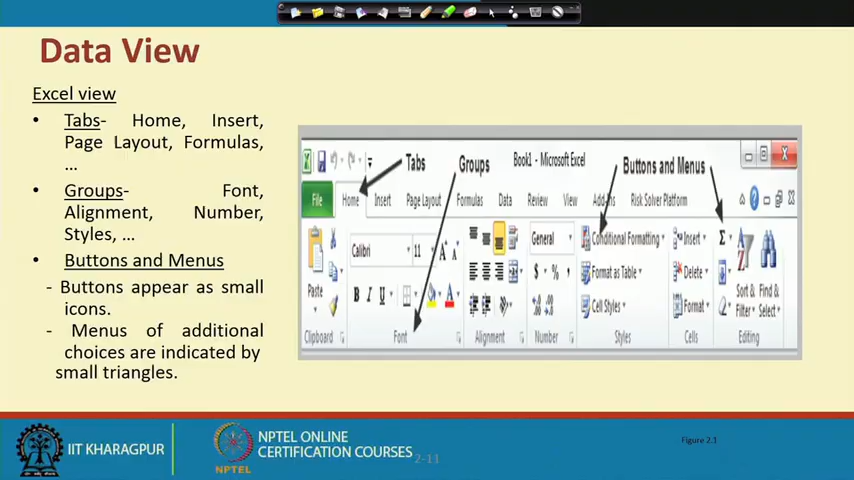 Data View
Excel view
• Tabs- Home, Insert,
Page Layout, Formulas,
...
• Groups- Font,
Alignment, Number,
Styles, ...
• Buttons and Menus
- Buttons appear as small
icons.
- Menus of additional
choices are indicated by
small triangles.
Tabs Groups Book1 - Microsoft Excel Buttons and Menus
File Home Insert Page Layout Formulas Data Review View Add-Ins Risk Solver Platform
Calibri 11 General Conditional Formatting Insert Σ
Paste $ % , Format as Table Delete Sort & Find &
B I U A Cell Styles Format Filter Select
Clipboard Font Alignment Number Styles Cells Editing
IIT KHARAGPUR
NPTEL
NPTEL ONLINE
CERTIFICATION COURSES
2-11
Figure 2.1